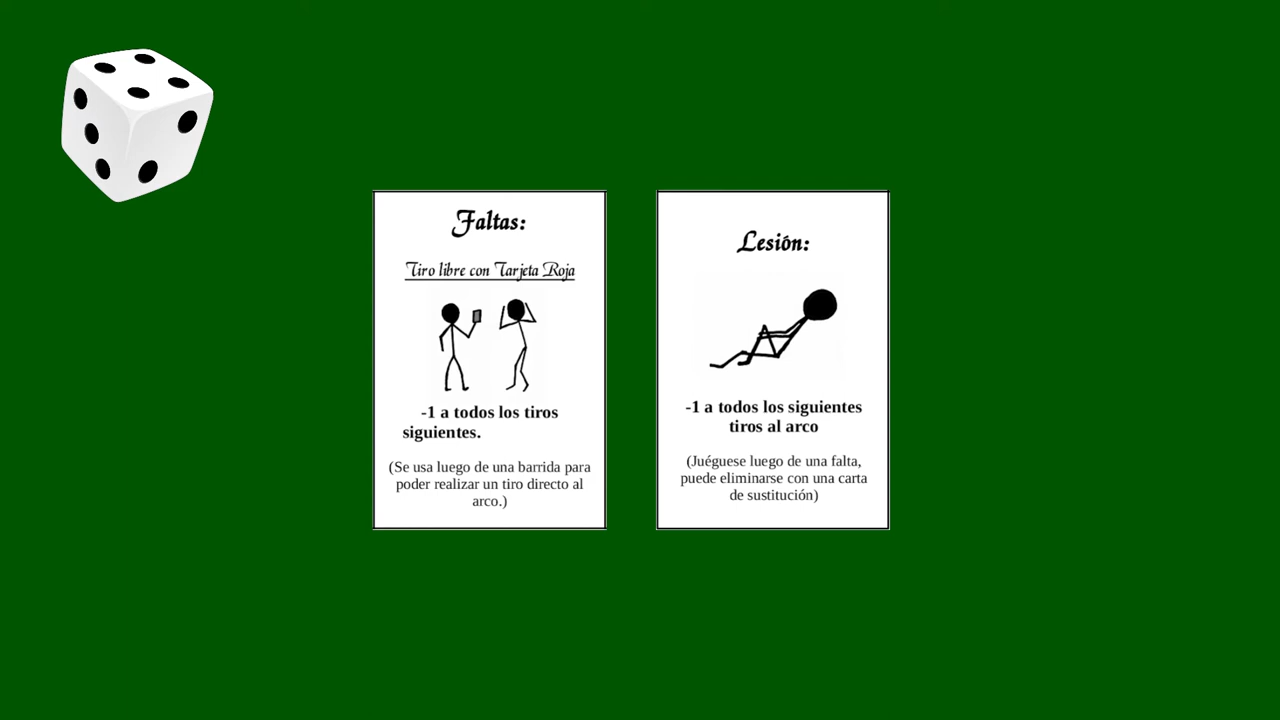 Faltas:
Tiro libre con Tarjeta Roja
-1 a todos los tiros
siguientes.
(Se usa luego de una barrida para
poder realizar un tiro directo al
arco.)
Lesión:
-1 a todos los siguientes
tiros al arco
(Juéguese luego de una falta,
puede eliminarse con una carta
de sustitución)